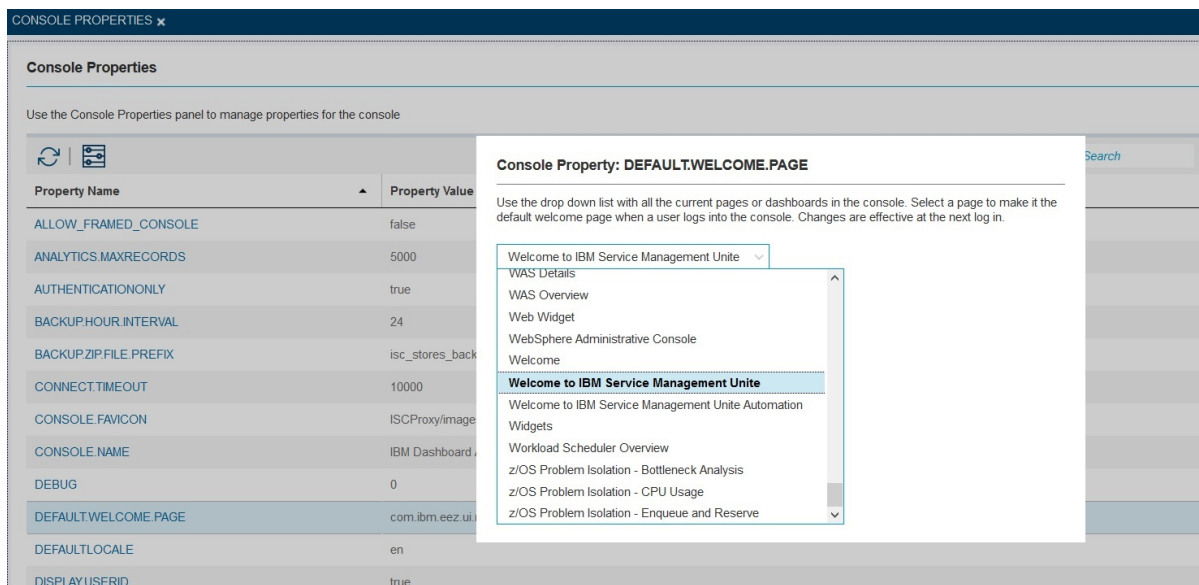 CONSOLE PROPERTIES x
Console Properties
Use the Console Properties panel to manage properties for the console
Search
Property Name
Property Value
ALLOW_FRAMED_CONSOLE
false
ANALYTICS.MAXRECORDS
5000
AUTHENTICATIONONLY
true
BACKUP.HOUR.INTERVAL
24
BACKUP.ZIP.FILE.PREFIX
isc_stores_back
CONNECT.TIMEOUT
10000
CONSOLE.FAVICON
ISCProxy/image
CONSOLE.NAME
IBM Dashboard
DEBUG
0
DEFAULT.WELCOME.PAGE
com.ibm.eez.ui.
DEFAULTLOCALE
en
DISPLAY.USERID
true
Console Property: DEFAULT.WELCOME.PAGE
Use the drop down list with all the current pages or dashboards in the console. Select a page to make it the
default welcome page when a user logs into the console. Changes are effective at the next log in.
Welcome to IBM Service Management Unite
WAS Details
WAS Overview
Web Widget
WebSphere Administrative Console
Welcome
Welcome to IBM Service Management Unite
Welcome to IBM Service Management Unite Automation
Widgets
Workload Scheduler Overview
z/OS Problem Isolation - Bottleneck Analysis
z/OS Problem Isolation - CPU Usage
z/OS Problem Isolation - Enqueue and Reserve